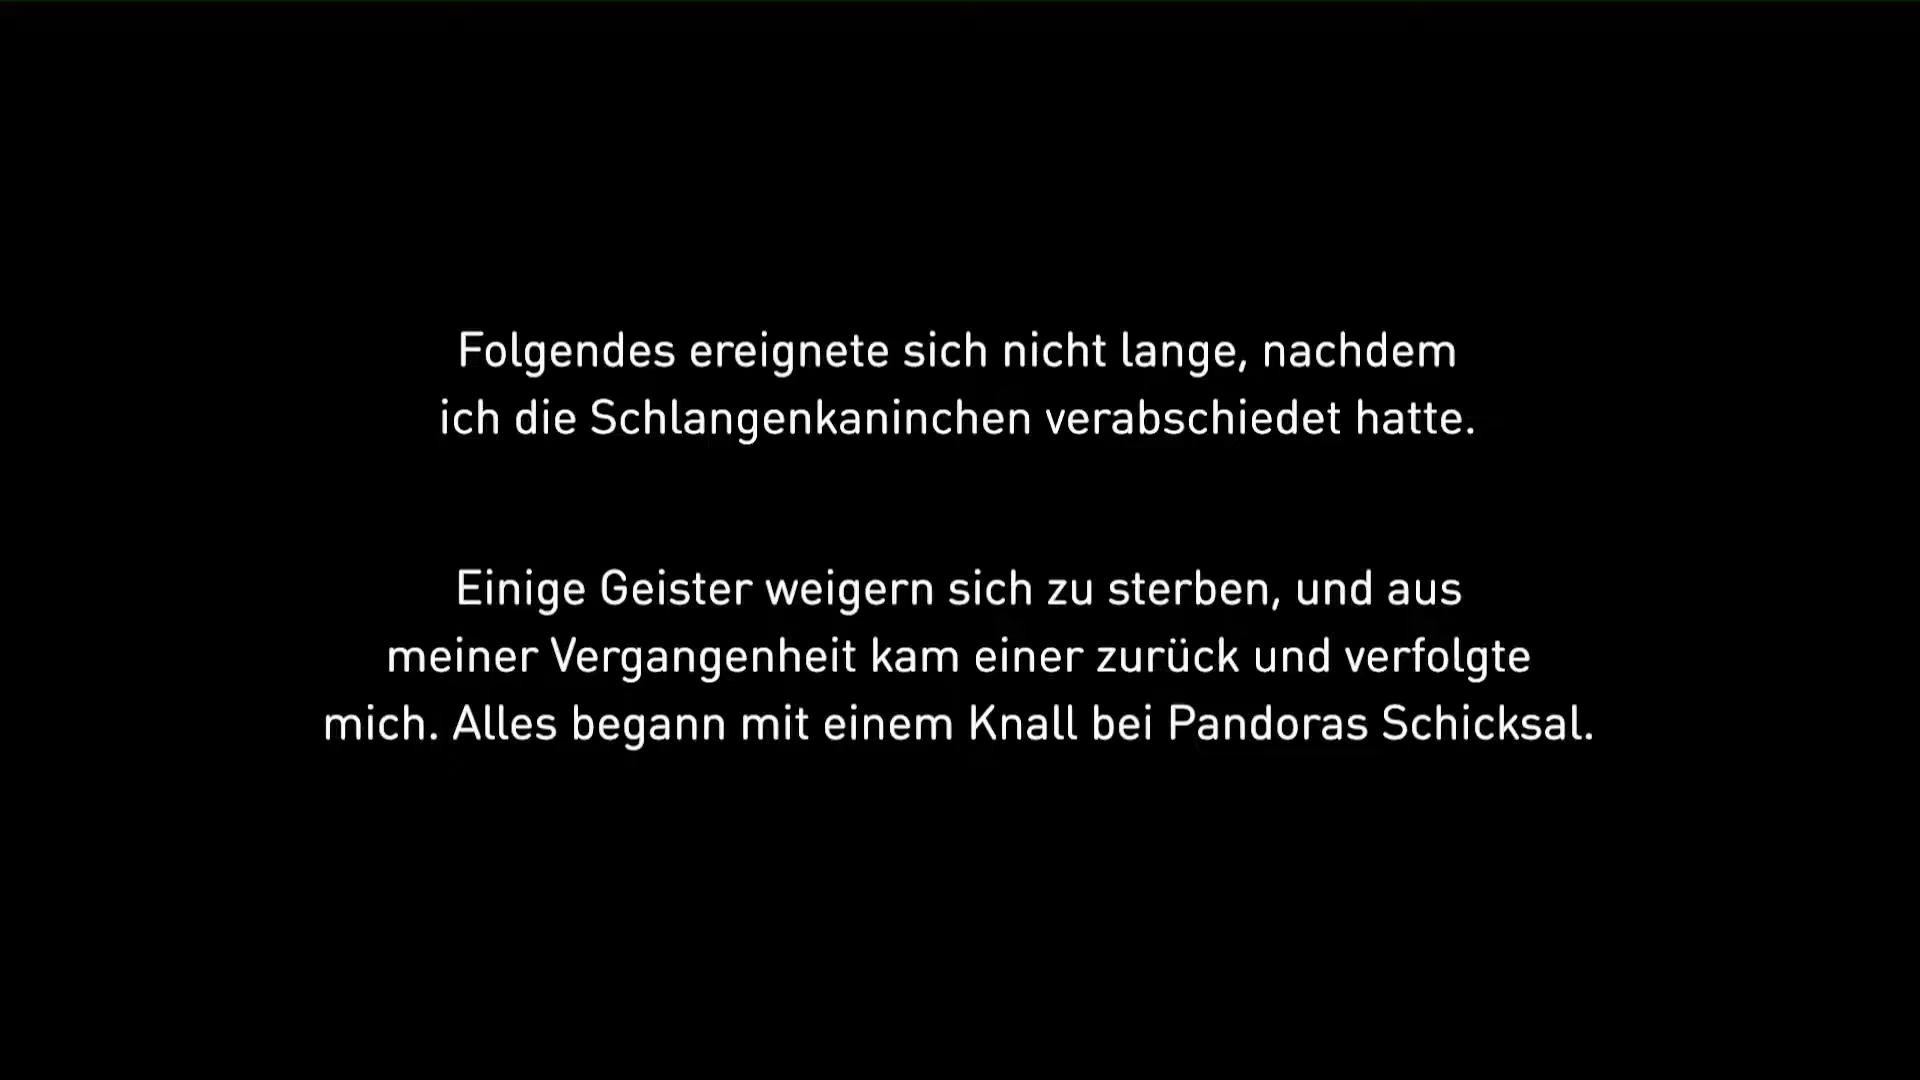 Folgendes ereignete sich nicht lange, nachdem
ich die Schlangenkaninchen verabschiedet hatte.
Einige Geister weigern sich zu sterben, und aus
meiner Vergangenheit kam einer zurück und verfolgte
mich. Alles begann mit einem Knall bei Pandoras Schicksal.